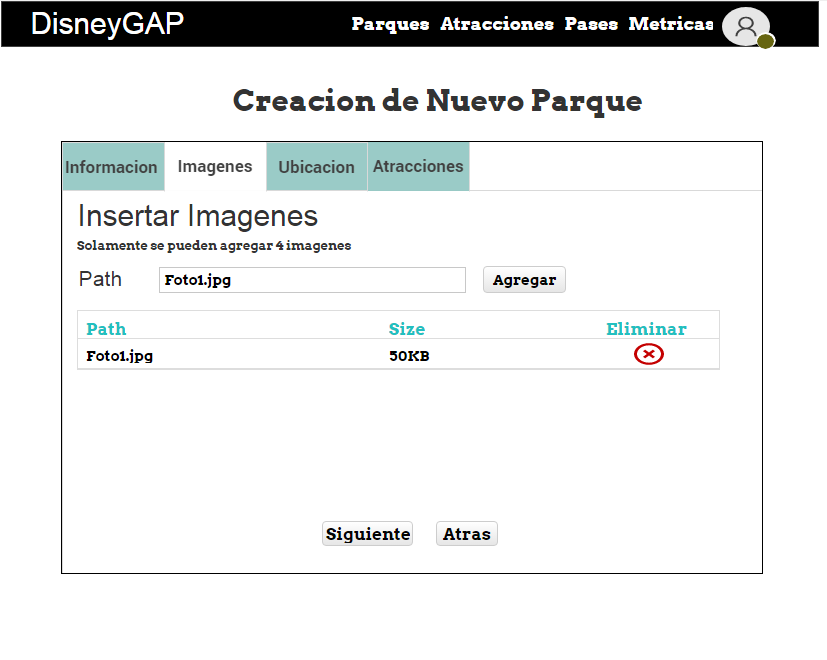 DisneyGAP Parques Atracciones Pases Metricas
Creacion de Nuevo Parque
Informacion Imagenes Ubicacion Atracciones
Insertar Imagenes
Solamente se pueden agregar 4 imagenes
Path Foto1.jpg Agregar
Path Size Eliminar
Foto1.jpg 50KB
Siguiente Atras